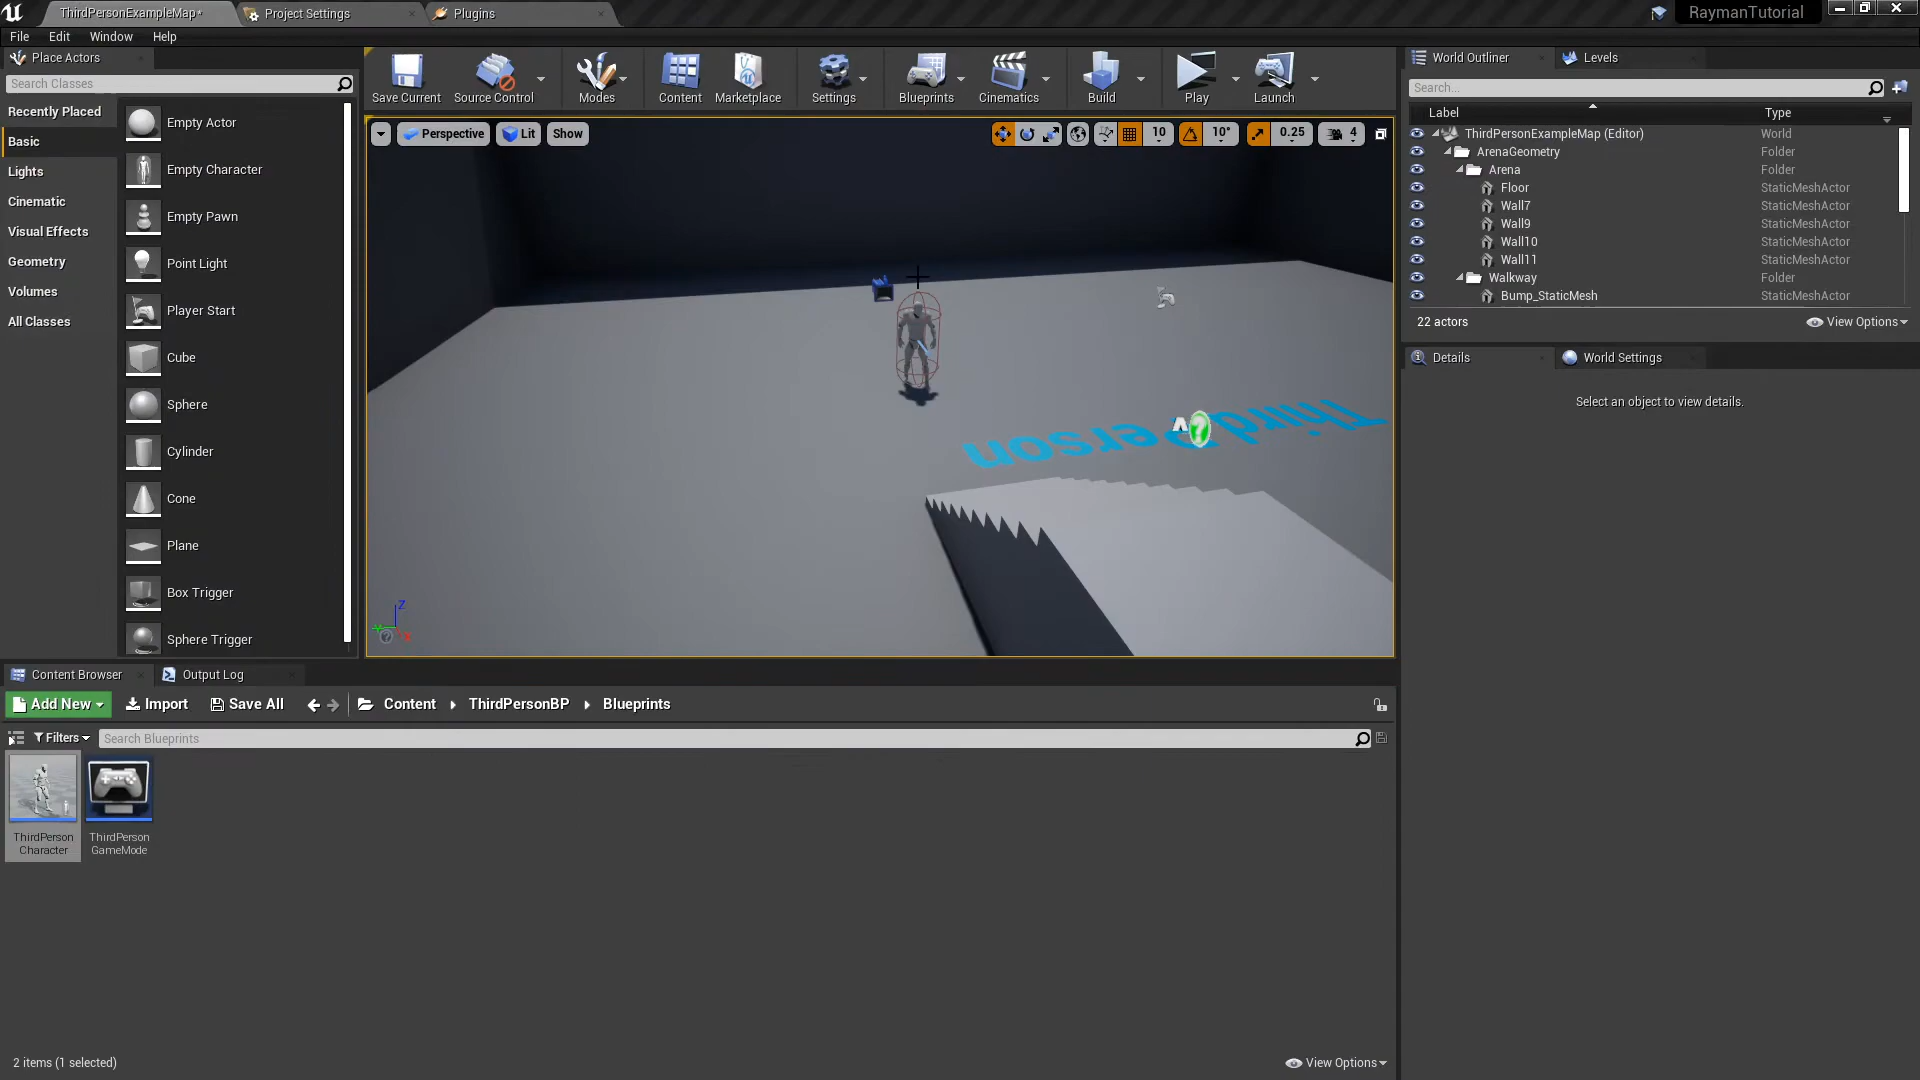 ThirdPersonExampleMap*
Project Settings
Plugins
RaymanTutorial
File Edit Window Help
Place Actors
Search Classes
Recently Placed
Basic
Lights
Cinematic
Visual Effects
Geometry
Volumes
All Classes
Empty Actor
Empty Character
Empty Pawn
Point Light
Player Start
Cube
Sphere
Cylinder
Cone
Plane
Box Trigger
Sphere Trigger
Save Current
Source Control
Modes
Content
Marketplace
Settings
Blueprints
Cinematics
Build
Play
Launch
Perspective
Lit
Show
10
10°
0.25
4
Third Person
Z
X
Y
World Outliner
Levels
Search...
Label Type
ThirdPersonExampleMap (Editor) World
ArenaGeometry Folder
Arena Folder
Floor StaticMeshActor
Wall7 StaticMeshActor
Wall9 StaticMeshActor
Wall10 StaticMeshActor
Wall11 StaticMeshActor
Walkway Folder
Bump_StaticMesh StaticMeshActor
22 actors
View Options
Details
World Settings
Select an object to view details.
Content Browser
Output Log
Add New
Import
Save All
Content
ThirdPersonBP
Blueprints
Filters
Search Blueprints
ThirdPerson
Character
ThirdPerson
GameMode
2 items (1 selected)
View Options